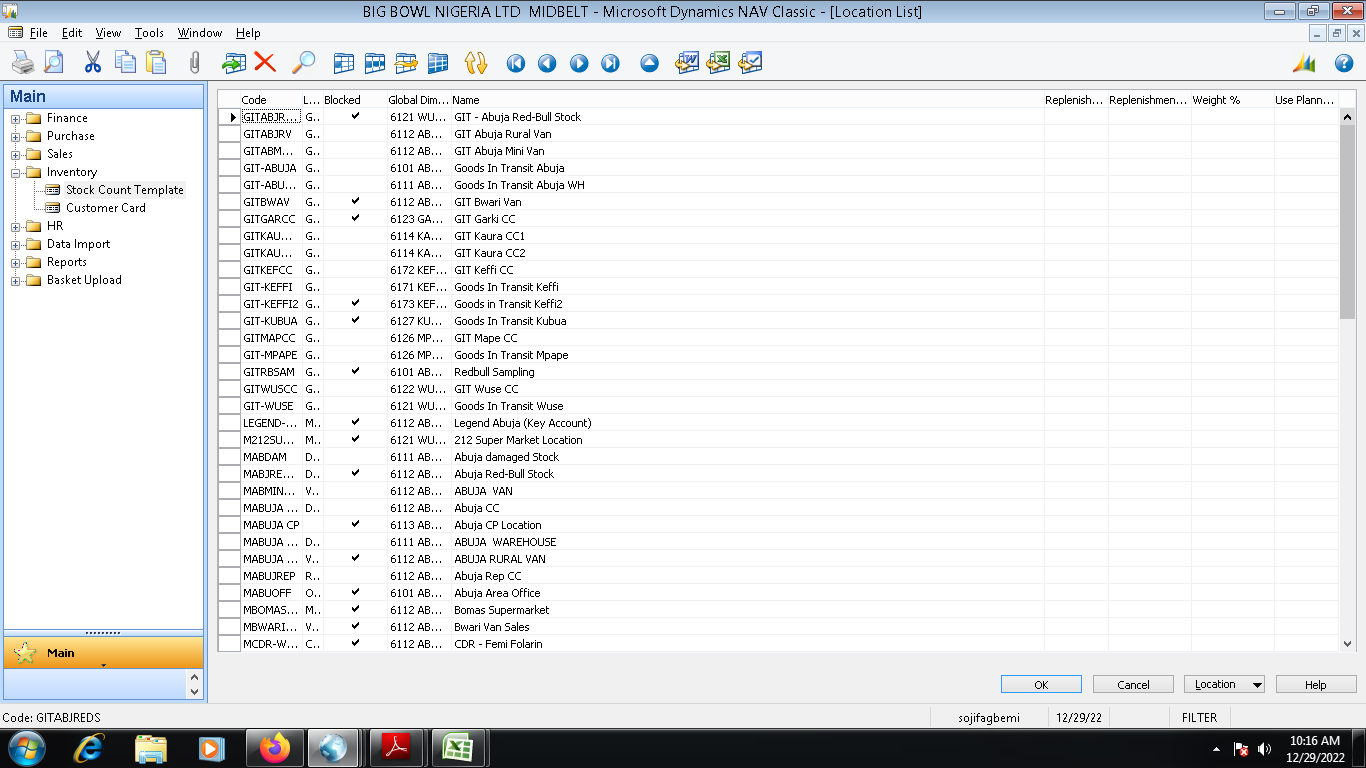 BIG BOWL NIGERIA LTD  MIDBELT - Microsoft Dynamics NAV Classic - [Location List]
File Edit View Tools Window Help
Main
Finance
Purchase
Sales
Inventory
Stock Count Template
Customer Card
HR
Data Import
Reports
Basket Upload
Main
Code L... Blocked Global Dim... Name Replenish... Replenishmen... Weight % Use Plann...
GITABJR... G.. ✔ 6121 WU... GIT - Abuja Red-Bull Stock
GITABJRV G.. 6112 AB... GIT Abuja Rural Van
GITABM... G.. 6112 AB... GIT Abuja Mini Van
GIT-ABUJA G.. 6101 AB... Goods In Transit Abuja
GIT-ABU... G.. 6111 AB... Goods In Transit Abuja WH
GITBWAV G.. ✔ 6112 AB... GIT Bwari Van
GITGARCC G.. ✔ 6123 GA... GIT Garki CC
GITKAU... G.. 6114 KA... GIT Kaura CC1
GITKAU... G.. 6114 KA... GIT Kaura CC2
GITKEFCC G.. 6172 KEF... GIT Keffi CC
GIT-KEFFI G.. 6171 KEF... Goods In Transit Keffi
GIT-KEFFI2 G.. ✔ 6173 KEF... Goods in Transit Keffi2
GIT-KUBUA G.. ✔ 6127 KU... Goods In Transit Kubua
GITMAPCC G.. 6126 MP... GIT Mape CC
GIT-MPAPE G.. 6126 MP... Goods In Transit Mpape
GITRBSAM G.. ✔ 6101 AB... Redbull Sampling
GITWUSCC G.. 6122 WU... GIT Wuse CC
GIT-WUSE G.. 6121 WU... Goods In Transit Wuse
LEGEND-... M.. ✔ 6112 AB... Legend Abuja (Key Account)
M212SU... M.. ✔ 6121 WU... 212 Super Market Location
MABDAM D.. 6111 AB... Abuja damaged Stock
MABJRE... D.. ✔ 6112 AB... Abuja Red-Bull Stock
MABMIN... V.. 6112 AB... ABUJA  VAN
MABUJA ... D.. 6112 AB... Abuja CC
MABUJA CP ✔ 6113 AB... Abuja CP Location
MABUJA ... D.. 6111 AB... ABUJA  WAREHOUSE
MABUJA ... V.. ✔ 6112 AB... ABUJA RURAL VAN
MABUJREP R.. 6112 AB... Abuja Rep CC
MABUOFF O.. ✔ 6101 AB... Abuja Area Office
MBOMAS... M.. ✔ 6112 AB... Bomas Supermarket
MBWARI... V.. ✔ 6112 AB... Bwari Van Sales
MCDR-W... C.. ✔ 6112 AB... CDR - Femi Folarin
OK Cancel Location Help
Code: GITABJREDS sojifagbemi 12/29/22 FILTER
10:16 AM
12/29/2022